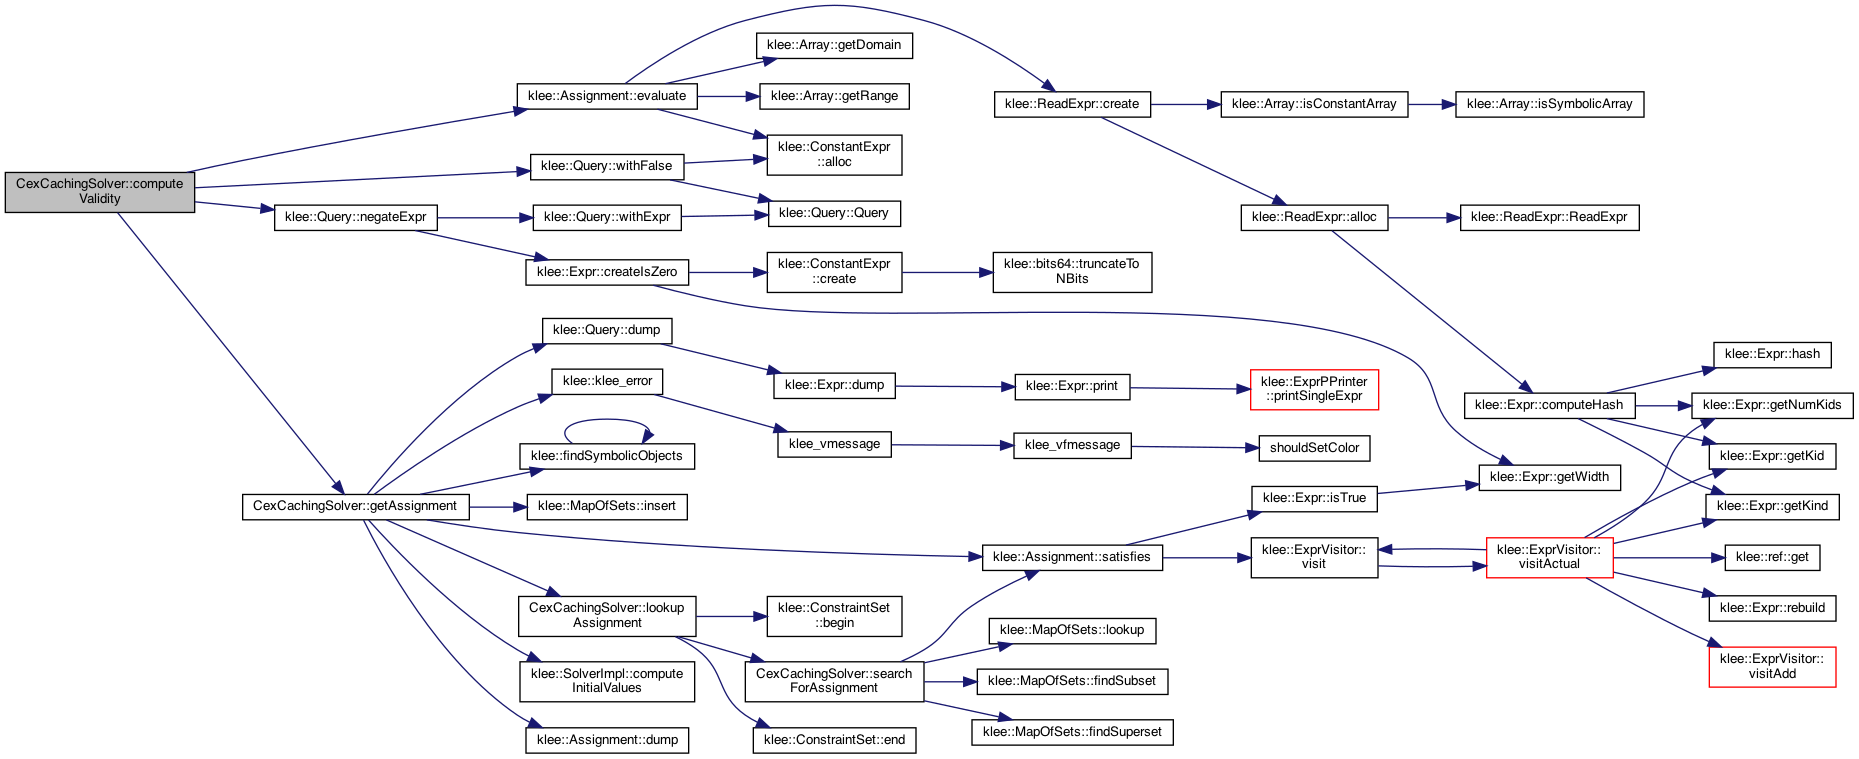 CexCachingSolver::compute
Validity
klee::Assignment::evaluate
klee::Query::withFalse
klee::Query::negateExpr
klee::Query::withExpr
klee::Expr::createIsZero
klee::Array::getDomain
klee::Array::getRange
klee::ConstantExpr
::alloc
klee::Query::Query
klee::ConstantExpr
::create
klee::bits64::truncateTo
NBits
klee::ReadExpr::create
klee::Array::isConstantArray
klee::Array::isSymbolicArray
klee::ReadExpr::alloc
klee::ReadExpr::ReadExpr
klee::Expr::computeHash
klee::Expr::hash
klee::Expr::getNumKids
klee::Expr::getKid
klee::Expr::getKind
klee::Expr::getWidth
CexCachingSolver::getAssignment
klee::Query::dump
klee::Expr::dump
klee::Expr::print
klee::ExprPPrinter
::printSingleExpr
klee::klee_error
klee_vmessage
klee_vfmessage
shouldSetColor
klee::findSymbolicObjects
klee::MapOfSets::insert
klee::Assignment::satisfies
klee::Expr::isTrue
klee::ExprVisitor::
visit
klee::ExprVisitor::
visitActual
klee::ref::get
klee::Expr::rebuild
klee::ExprVisitor::
visitAdd
CexCachingSolver::lookup
Assignment
klee::ConstraintSet
::begin
CexCachingSolver::search
ForAssignment
klee::MapOfSets::lookup
klee::MapOfSets::findSubset
klee::MapOfSets::findSuperset
klee::ConstraintSet::end
klee::SolverImpl::compute
InitialValues
klee::Assignment::dump